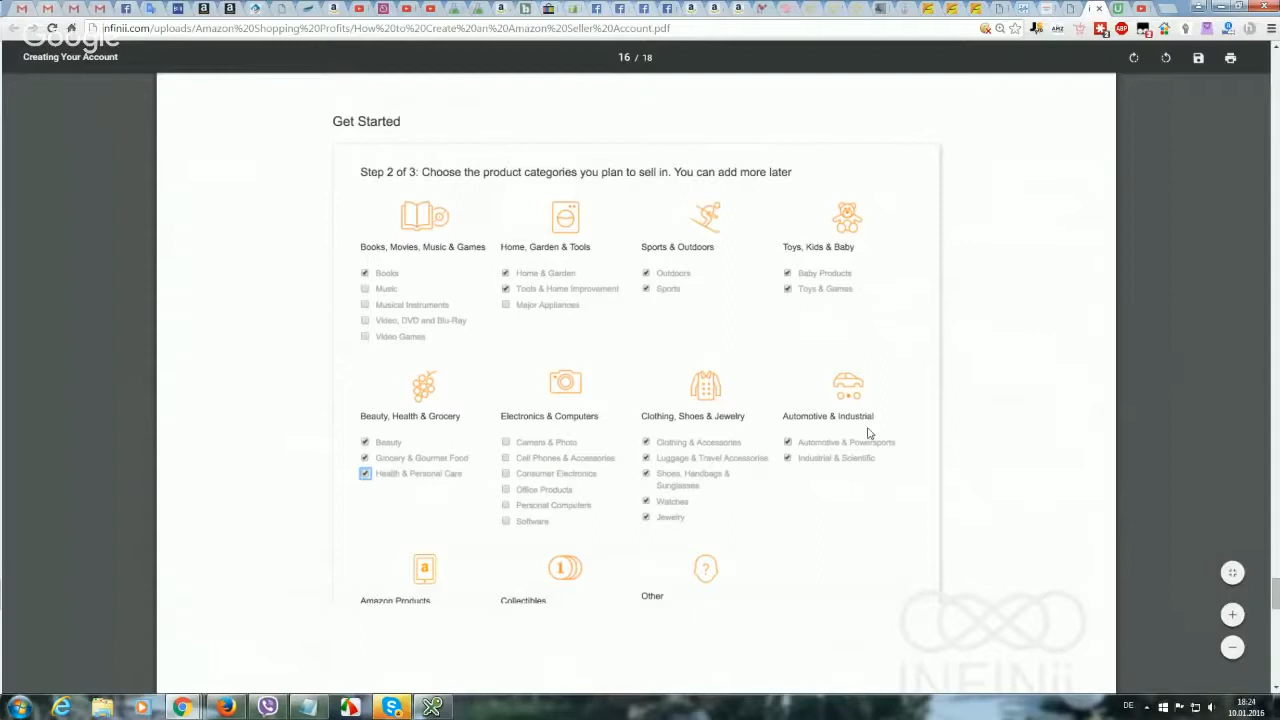 infinii.com/uploads/Amazon%20Shopping%20Profits/How%20to%20Create%20an%20Amazon%20Seller%20Account.pdf
Google
Creating Your Account
16 / 18
Get Started
Step 2 of 3: Choose the product categories you plan to sell in. You can add more later
Books, Movies, Music & Games
Books
Music
Musical Instruments
Video, DVD and Blu-Ray
Video Games
Home, Garden & Tools
Home & Garden
Tools & Home Improvement
Major Appliances
Sports & Outdoors
Outdoors
Sports
Toys, Kids & Baby
Baby Products
Toys & Games
Beauty, Health & Grocery
Beauty
Grocery & Gourmet Food
Health & Personal Care
Electronics & Computers
Camera & Photo
Cell Phones & Accessories
Consumer Electronics
Office Products
Personal Computers
Software
Clothing, Shoes & Jewelry
Clothing & Accessories
Luggage & Travel Accessories
Shoes, Handbags &
Sunglasses
Watches
Jewelry
Automotive & Industrial
Automotive & Powersports
Industrial & Scientific
a
Amazon Products
1
Collectibles
?
Other
INFINii
DE
18:24
10.01.2016